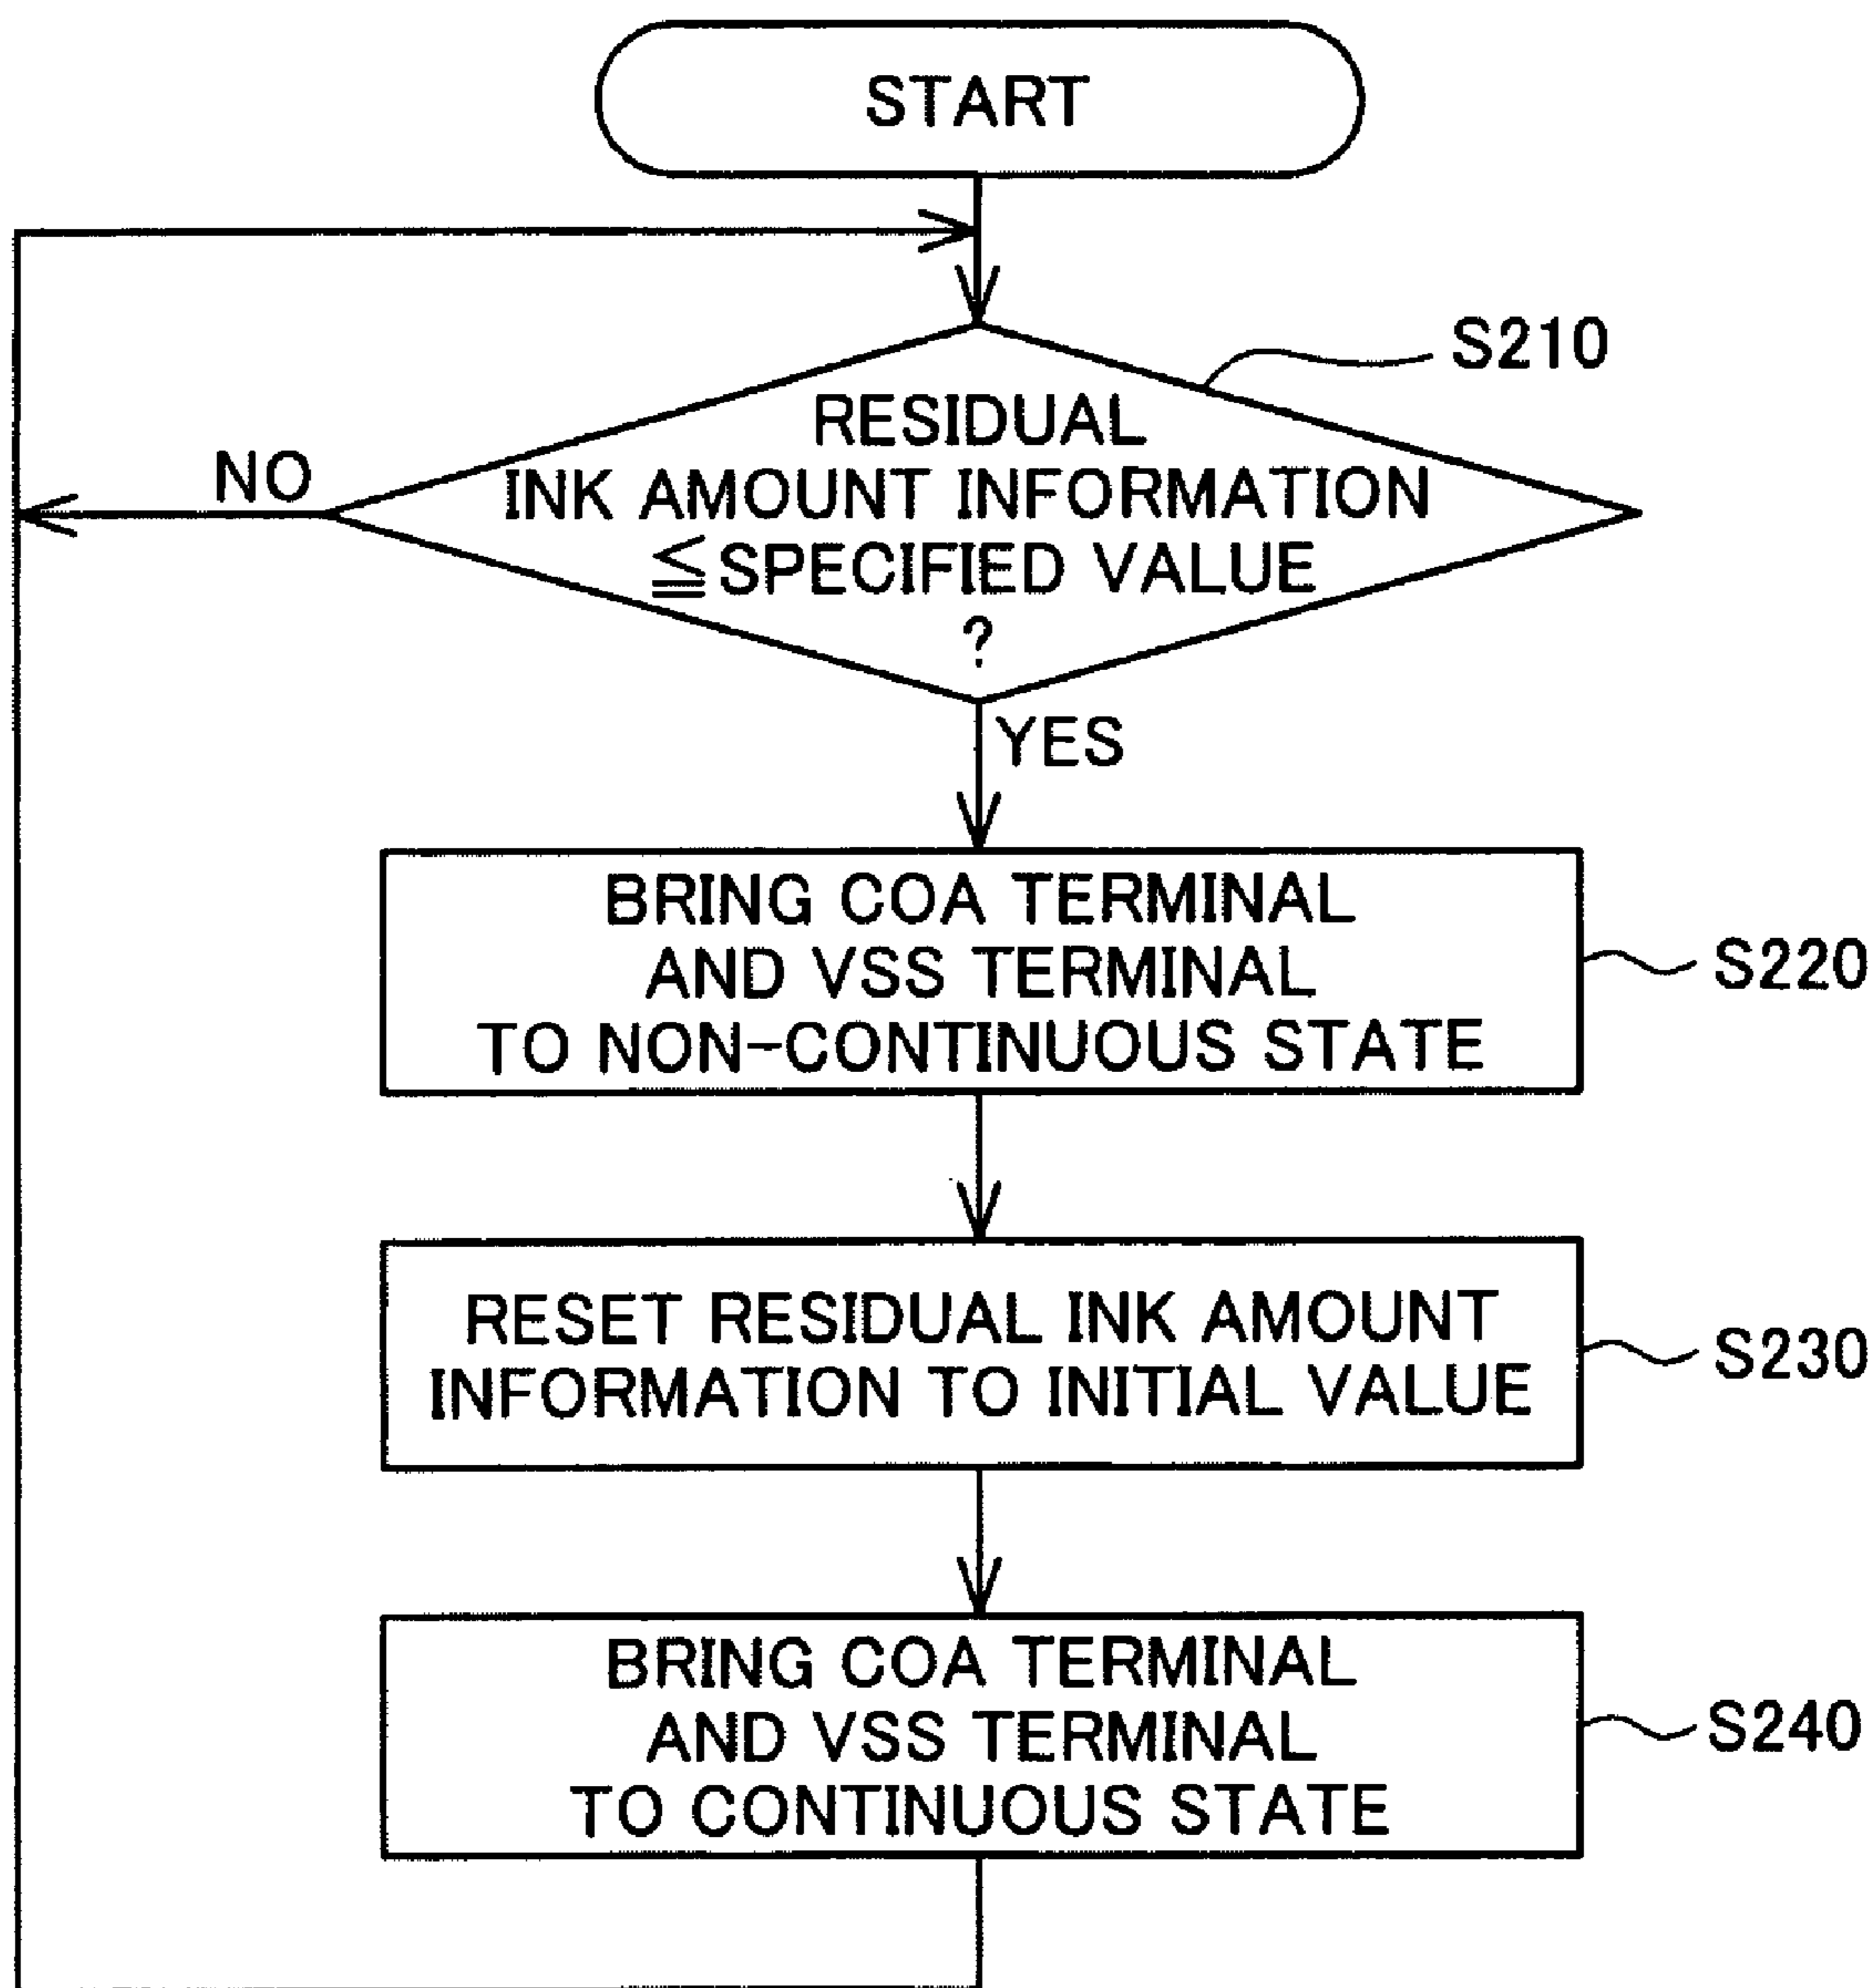 START
S210
RESIDUAL
INK AMOUNT INFORMATION
≦SPECIFIED VALUE
?
NO
YES
BRING COA TERMINAL
AND VSS TERMINAL
TO NON-CONTINUOUS STATE
S220
RESET RESIDUAL INK AMOUNT
INFORMATION TO INITIAL VALUE
S230
BRING COA TERMINAL
AND VSS TERMINAL
TO CONTINUOUS STATE
S240